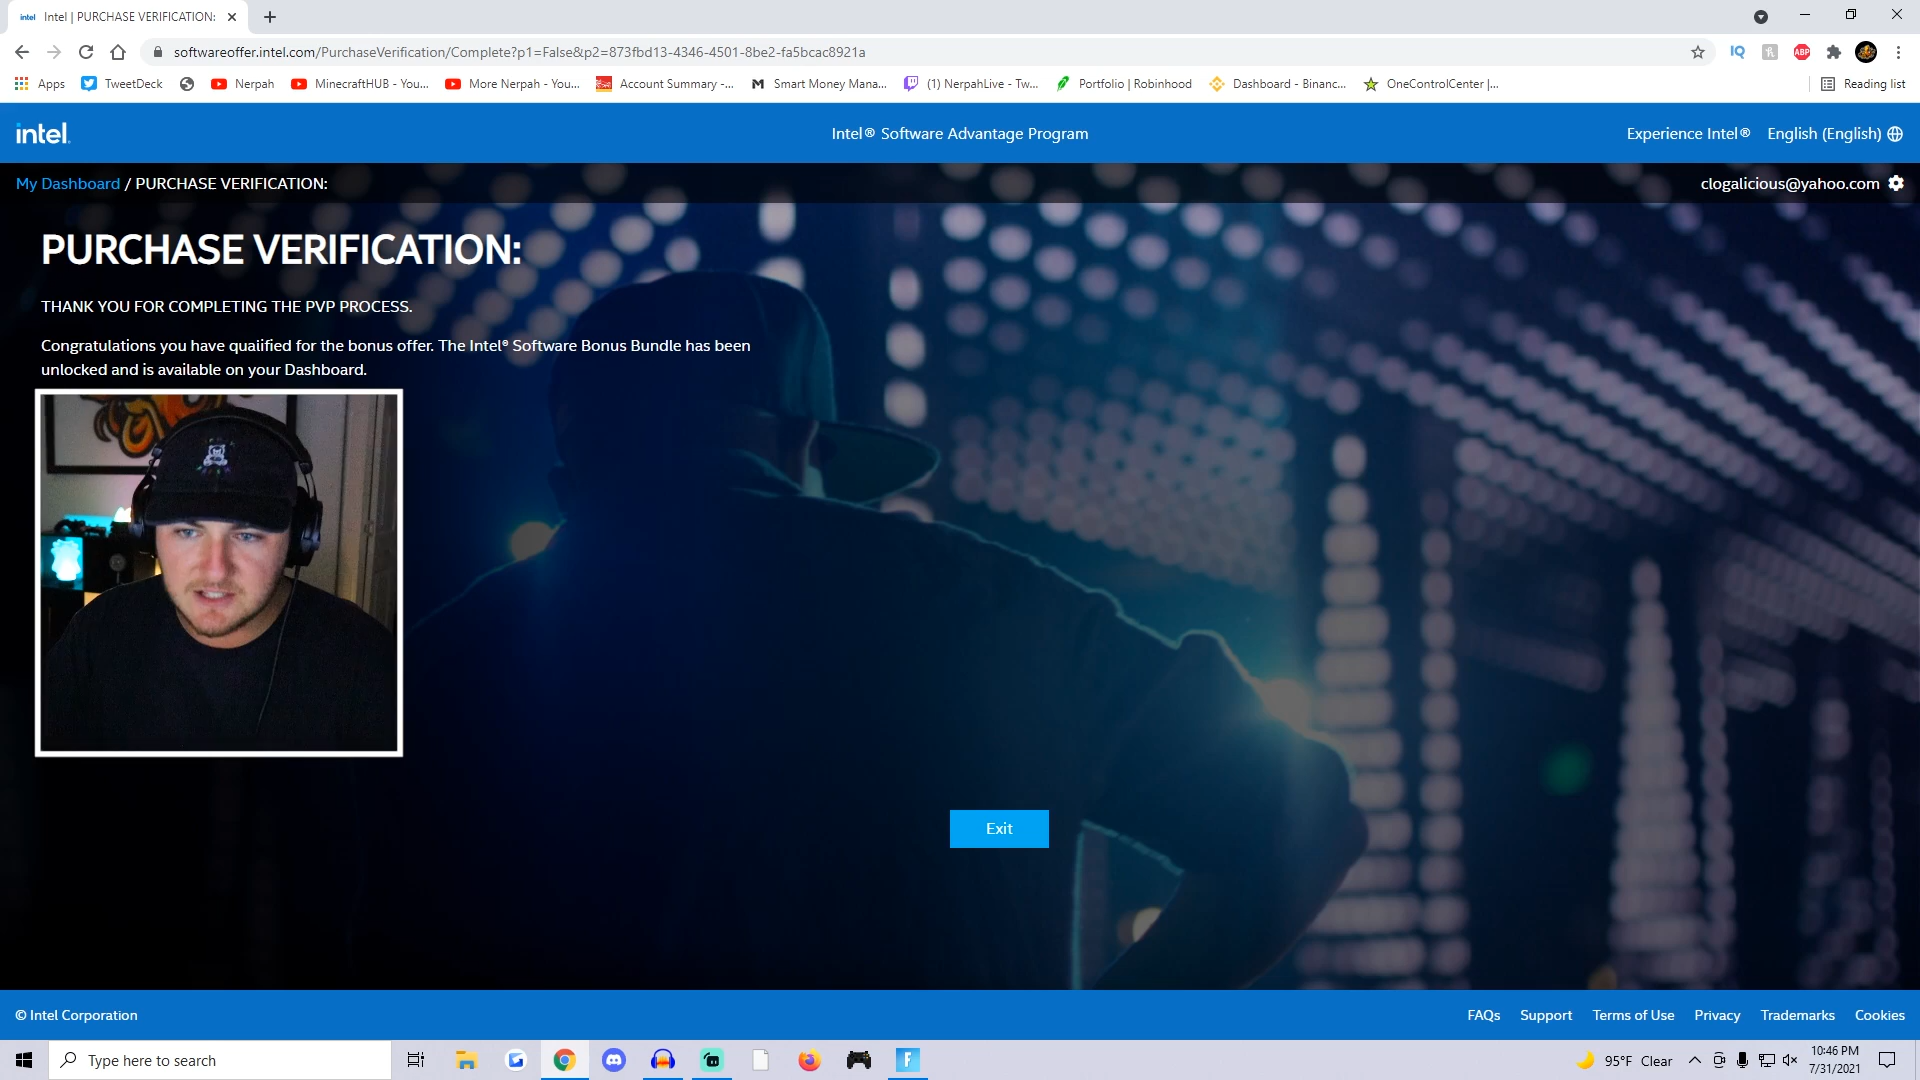 intel Intel | PURCHASE VERIFICATION:
softwareoffer.intel.com/PurchaseVerification/Complete?p1=False&p2=873fbd13-4346-4501-8be2-fa5bcac8921a
IQ ABP
Apps TweetDeck Nerpah MinecraftHUB - You... More Nerpah - You... Account Summary -... Smart Money Mana... (1) NerpahLive - Tw... Portfolio | Robinhood Dashboard - Binanc... OneControlCenter |... Reading list
intel. Intel® Software Advantage Program Experience Intel® English (English)
My Dashboard / PURCHASE VERIFICATION: clogalicious@yahoo.com
PURCHASE VERIFICATION:
THANK YOU FOR COMPLETING THE PVP PROCESS.
Congratulations you have qualified for the bonus offer. The Intel® Software Bonus Bundle has been
unlocked and is available on your Dashboard.
Exit
© Intel Corporation FAQs Support Terms of Use Privacy Trademarks Cookies
Type here to search 95°F Clear 10:46 PM
7/31/2021